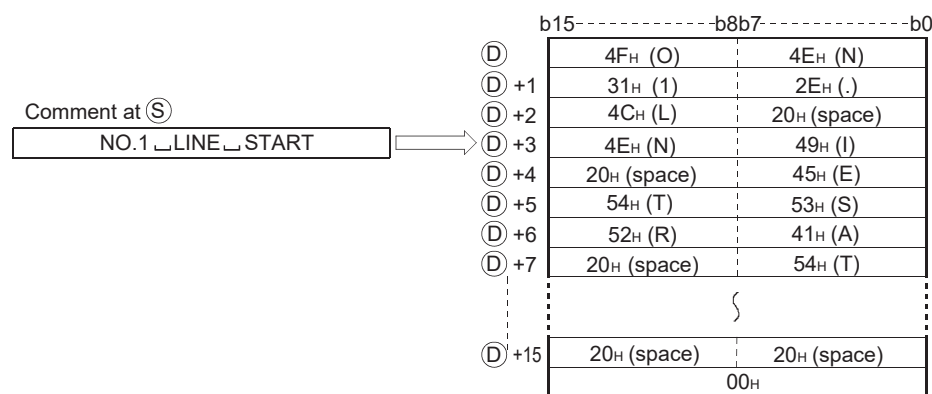 b15---------------b8b7---------------b0
Ⓓ 4FH (O) 4EH (N)
Ⓓ +1 31H (1) 2EH (.)
Comment at Ⓢ
Ⓓ +2 4CH (L) 20H (space)
NO.1 ⎵LINE⎵ START
Ⓓ +3 4EH (N) 49H (I)
Ⓓ +4 20H (space) 45H (E)
Ⓓ +5 54H (T) 53H (S)
Ⓓ +6 52H (R) 41H (A)
Ⓓ +7 20H (space) 54H (T)
Ⓓ +15 20H (space) 20H (space)
00H